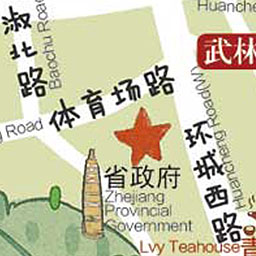 Huanche
武林
淑北路
Baochu Road
体育场路
g Road
环城西路
Huancheng Road(W)
省政府
Zhejiang
Provincial
Government
Lvy Teahouse
青